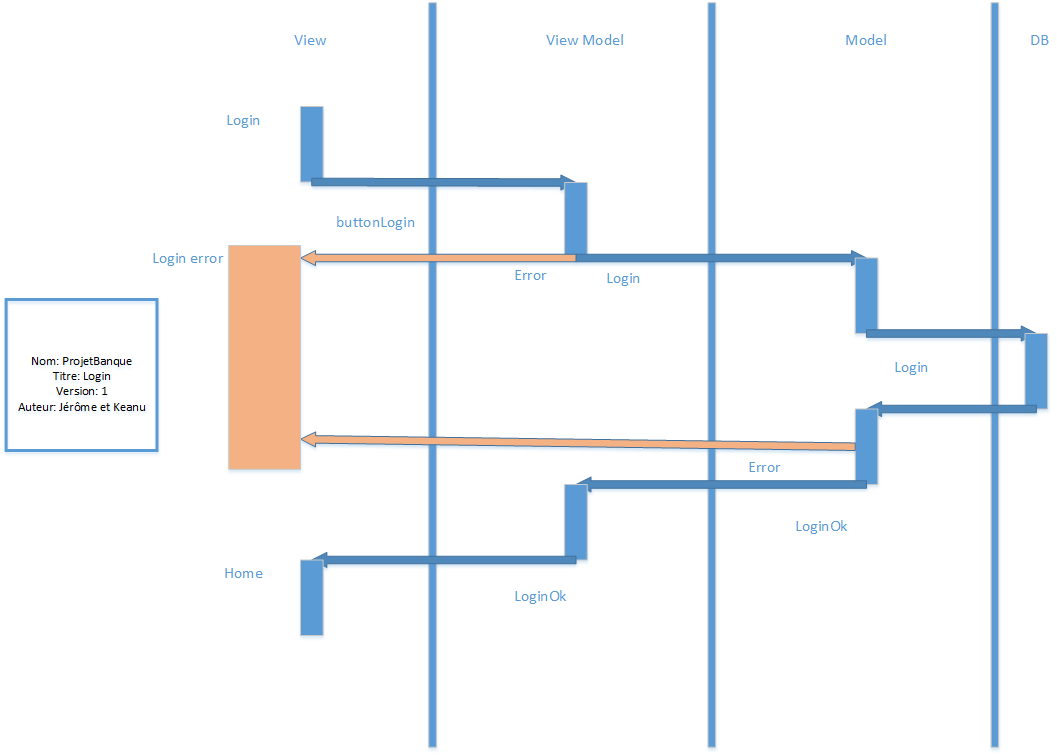 View
View Model
Model
DB
Login
buttonLogin
Login error
Error
Login
Nom: ProjetBanque
Titre: Login
Version: 1
Auteur: Jérôme et Keanu
Login
Error
LoginOk
Home
LoginOk